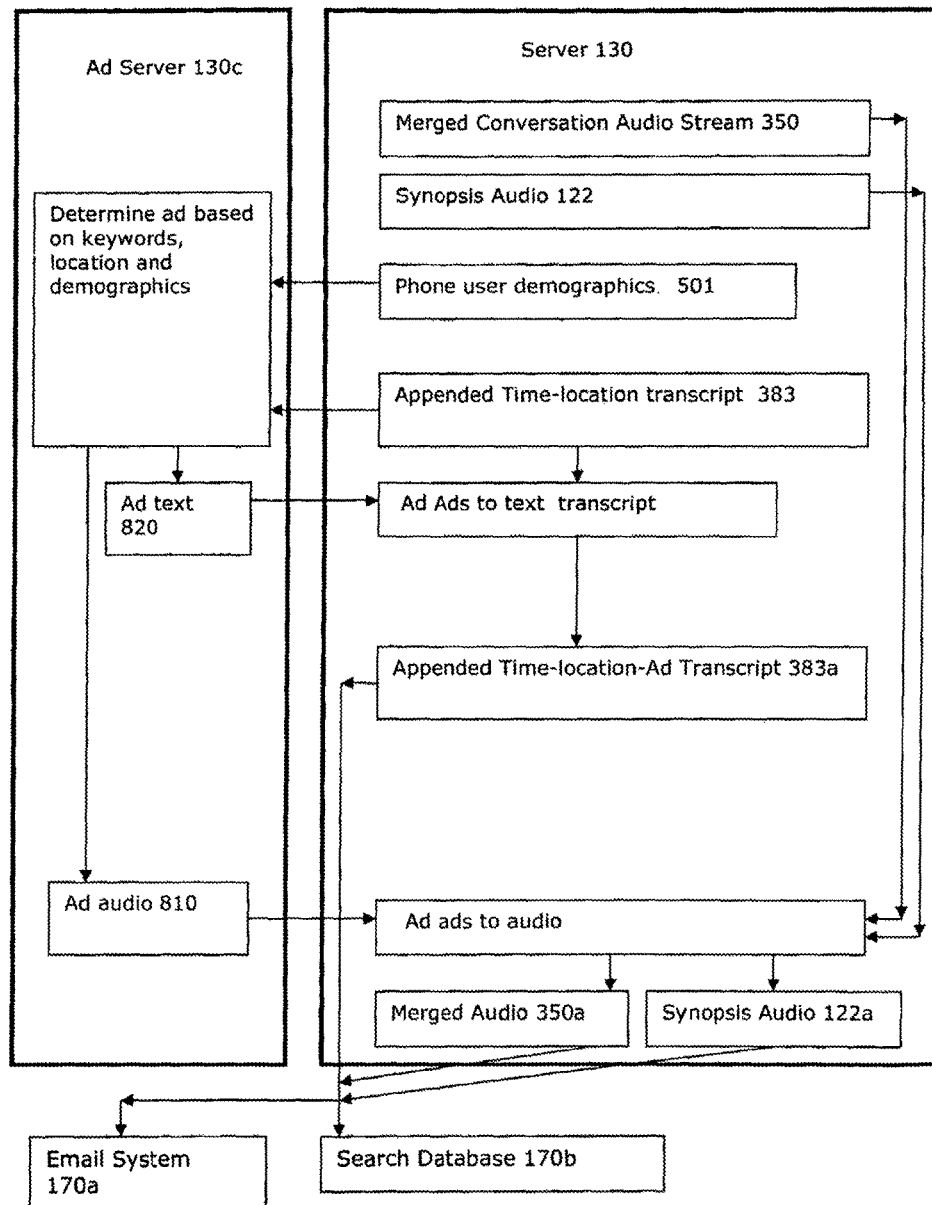 Ad Server 130c
Server 130
Merged Conversation Audio Stream 350
Synopsis Audio 122
Determine ad based
on keywords,
location and
demographics
Phone user demographics. 501
Appended Time-location transcript 383
Ad text
820
Ad Ads to text transcript
Appended Time-location-Ad Transcript 383a
Ad audio 810
Ad ads to audio
Merged Audio 350a
Synopsis Audio 122a
Email System
170a
Search Database 170b